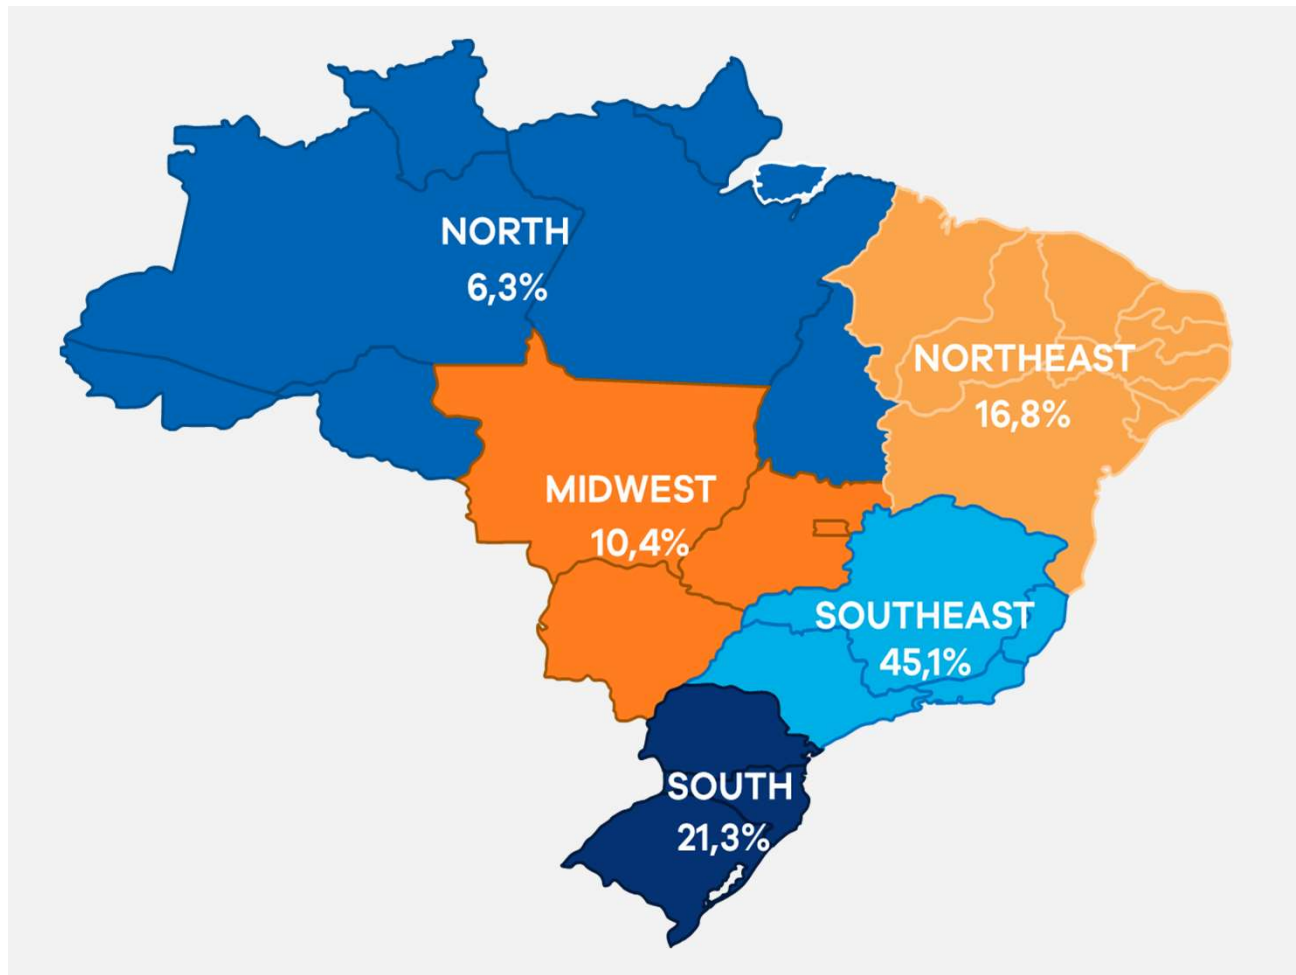 NORTH
6,3%
NORTHEAST
16,8%
MIDWEST
10,4%
SOUTHEAST
45,1%
SOUTH
21,3%